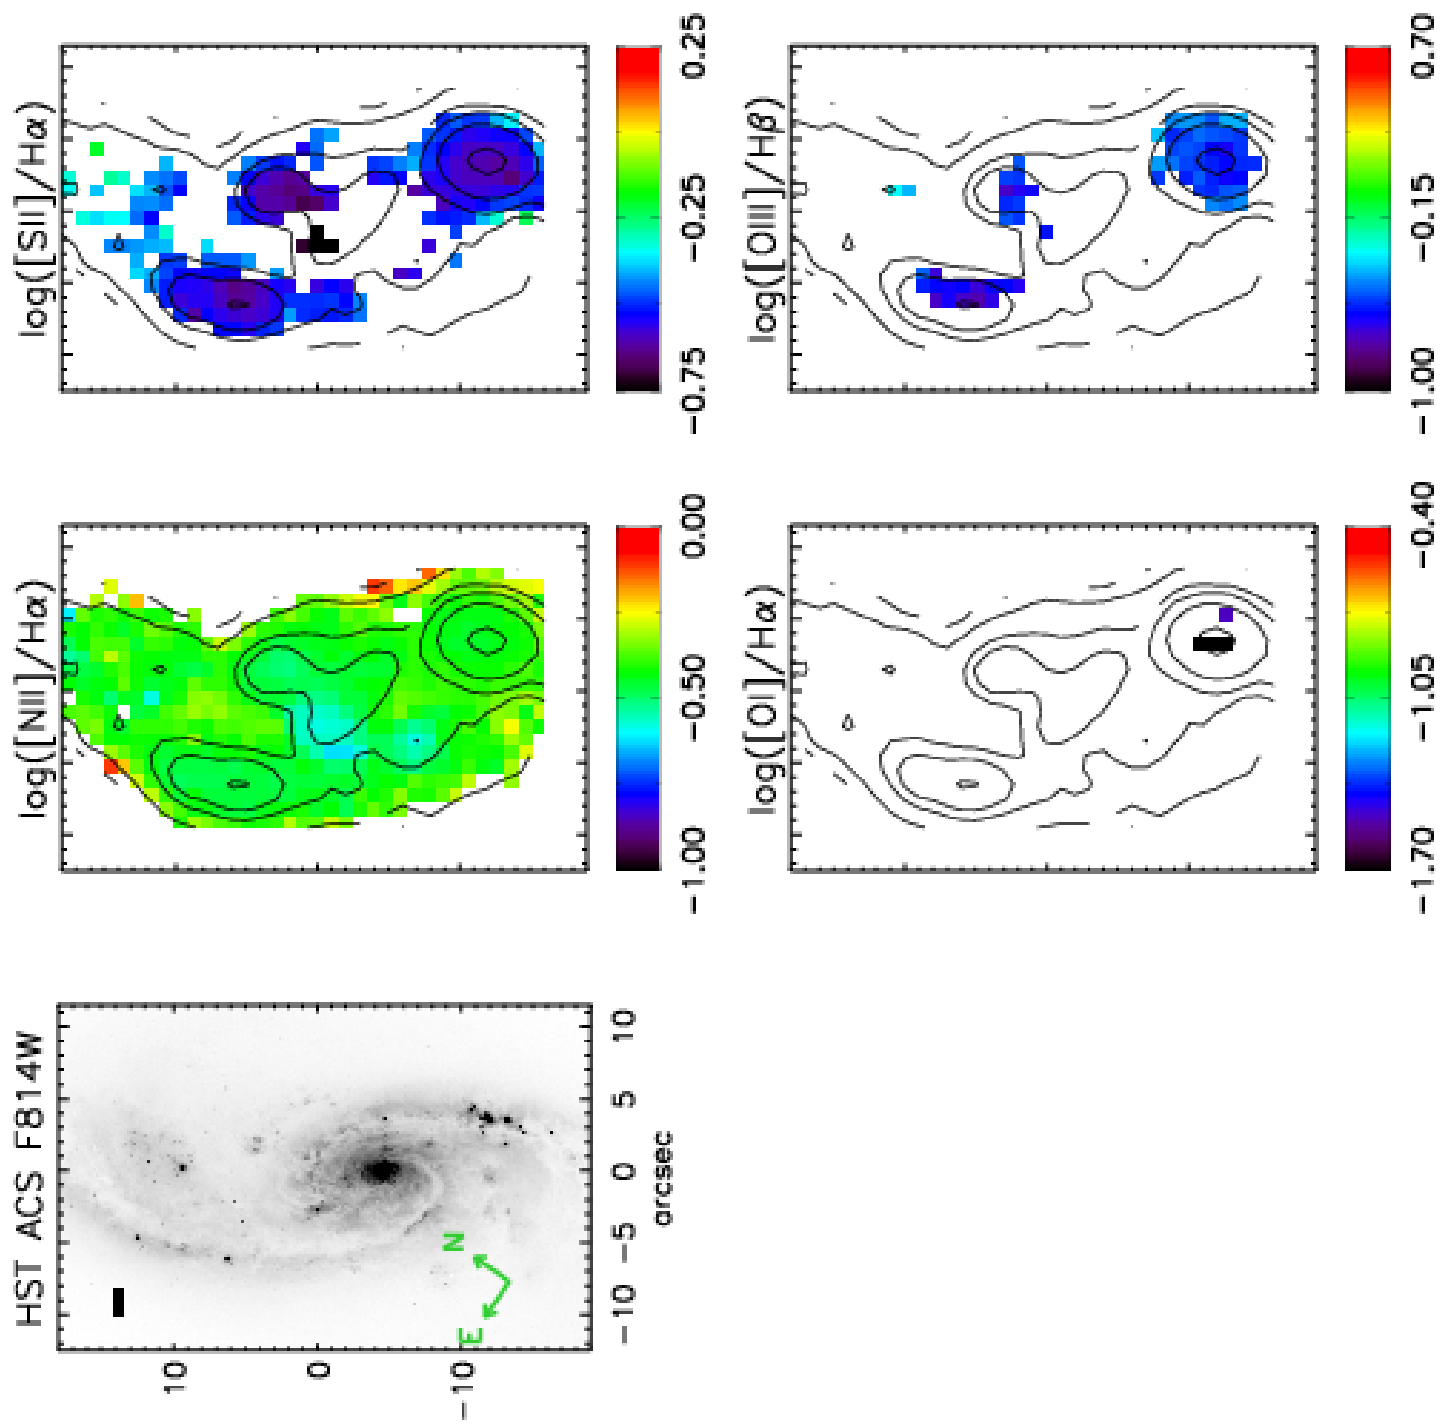 HST ACS F814W
10
0
−10
−10 −5 0 5 10
arcsec
N
E
log([NII]/Hα)
−1.00 −0.50 0.00
log([SII]/Hα)
−0.75 −0.25 0.25
log([OI]/Hα)
−1.70 −1.05 −0.40
log([OIII]/Hβ)
−1.00 −0.15 0.70